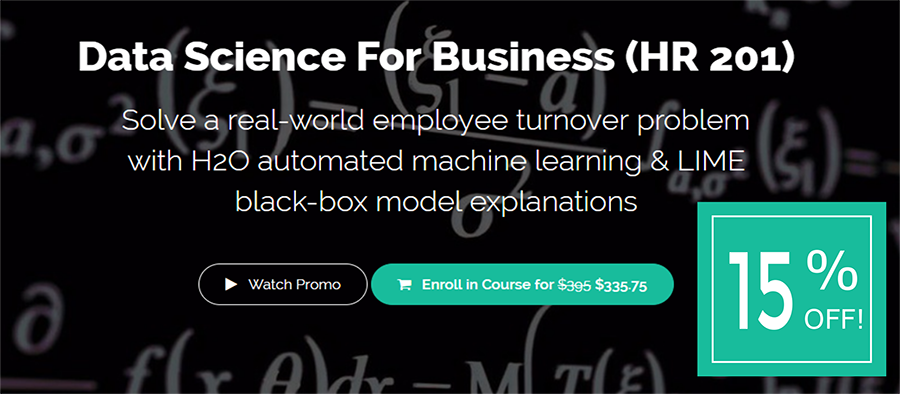 Data Science For Business (HR 201)
Solve a real-world employee turnover problem
with H2O automated machine learning & LIME
black-box model explanations
Watch Promo
Enroll in Course for $395 $335.75
15%
OFF!